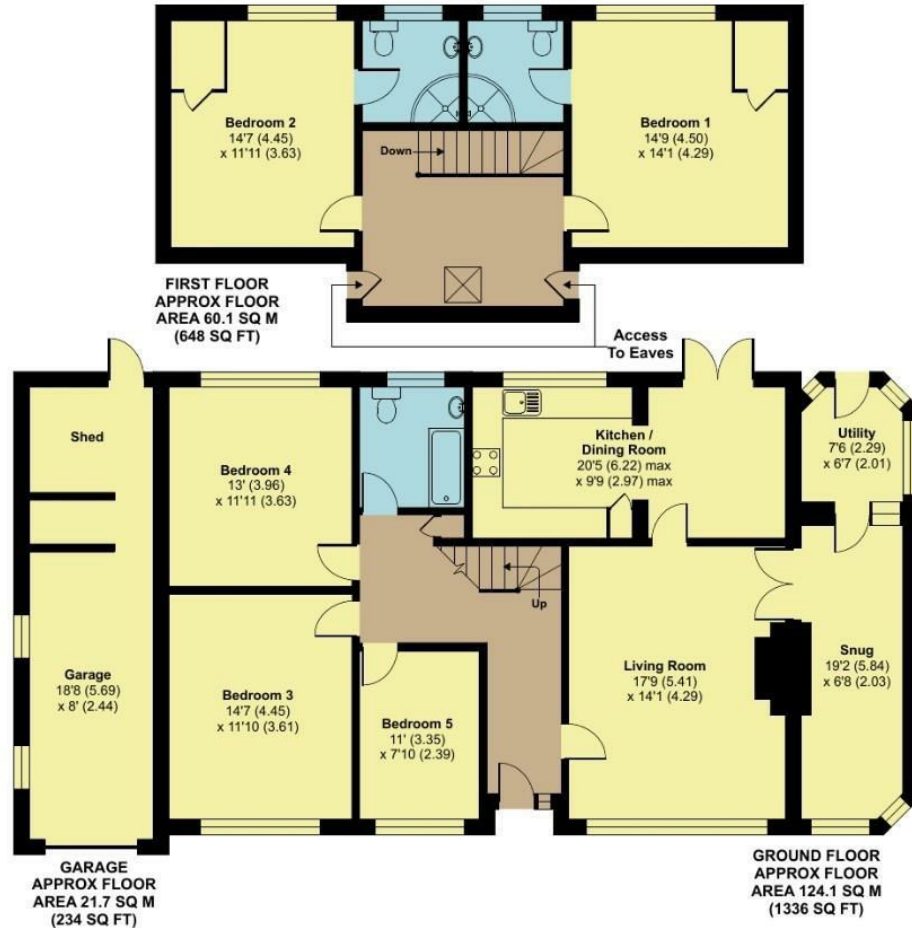 Bedroom 2
14'7 (4.45)
x 11'11 (3.63)
Bedroom 1
14'9 (4.50)
x 14'1 (4.29)
Down
FIRST FLOOR
APPROX FLOOR
AREA 60.1 SQ M
(648 SQ FT)
Access
To Eaves
Shed
Bedroom 4
13' (3.96)
x 11'11 (3.63)
Kitchen /
Dining Room
20'5 (6.22) max
x 9'9 (2.97) max
Utility
7'6 (2.29)
x 6'7 (2.01)
Up
Garage
18'8 (5.69)
x 8' (2.44)
Bedroom 3
14'7 (4.45)
x 11'10 (3.61)
Bedroom 5
11' (3.35)
x 7'10 (2.39)
Living Room
17'9 (5.41)
x 14'1 (4.29)
Snug
19'2 (5.84)
x 6'8 (2.03)
GARAGE
APPROX FLOOR
AREA 21.7 SQ M
(234 SQ FT)
GROUND FLOOR
APPROX FLOOR
AREA 124.1 SQ M
(1336 SQ FT)